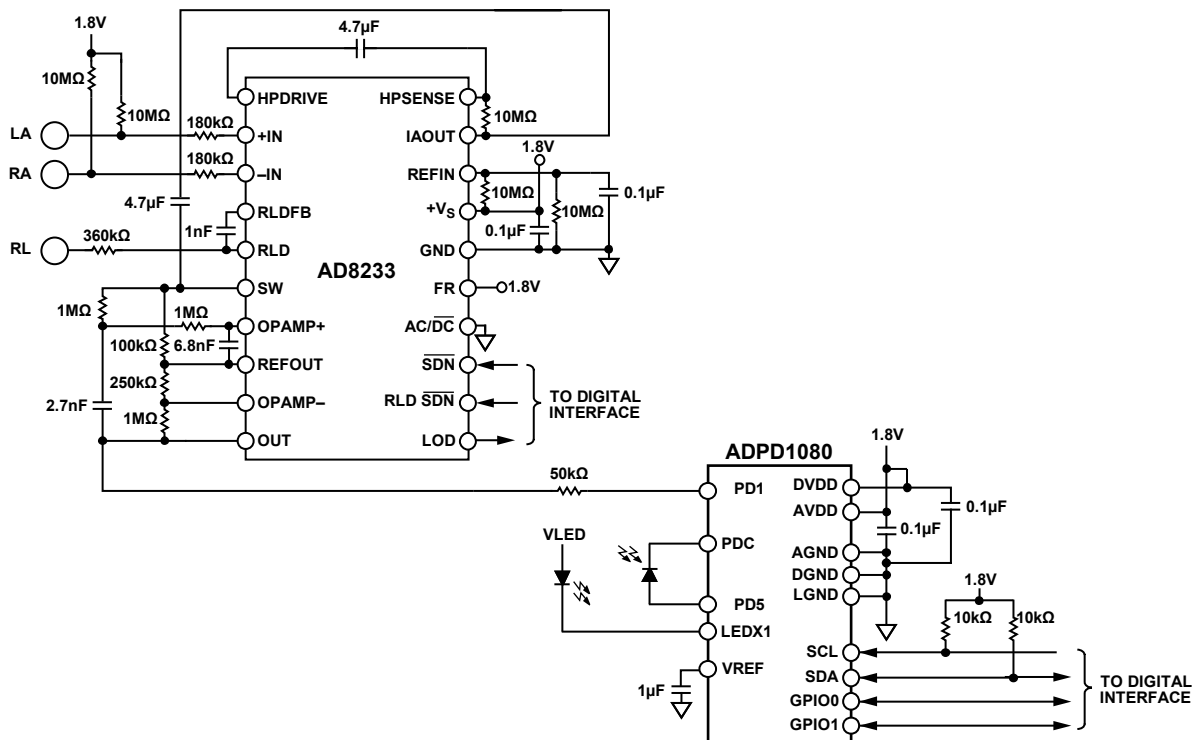 1.8V
4.7µF
10MΩ
10MΩ
HPDRIVE
HPSENSE
10MΩ
LA
180kΩ
+IN
IAOUT
1.8V
RA
180kΩ
–IN
REFIN
10MΩ
0.1µF
4.7µF
RLDFB
+VS
10MΩ
1nF
0.1µF
RL
360kΩ
RLD
GND
AD8233
SW
FR
1.8V
1MΩ
1MΩ
OPAMP+
AC/DC
100kΩ
6.8nF
REFOUT
SDN
250kΩ
TO DIGITAL
INTERFACE
2.7nF
OPAMP–
RLD SDN
1MΩ
OUT
LOD
1.8V
ADPD1080
50kΩ
PD1
DVDD
0.1µF
AVDD
0.1µF
VLED
PDC
AGND
DGND
1.8V
PD5
LGND
10kΩ
10kΩ
LEDX1
SCL
VREF
SDA
TO DIGITAL
INTERFACE
1µF
GPIO0
GPIO1